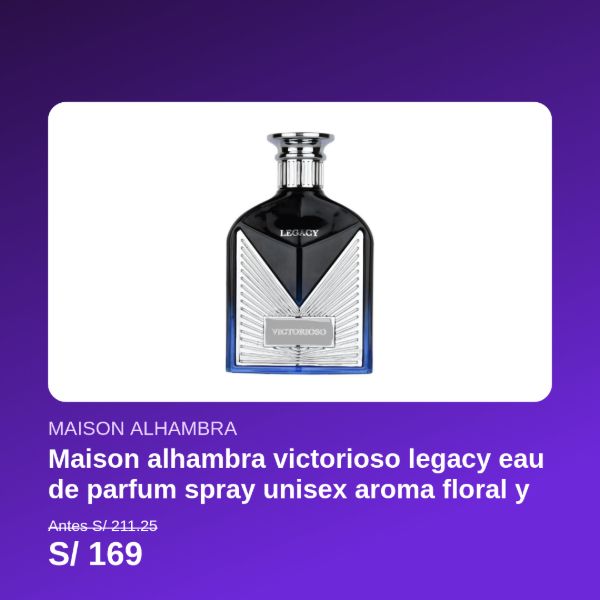 LEGACY
VICTORIOSO
MAISON ALHAMBRA
Maison alhambra victorioso legacy eau
de parfum spray unisex aroma floral y
Antes S/ 211.25
S/ 169